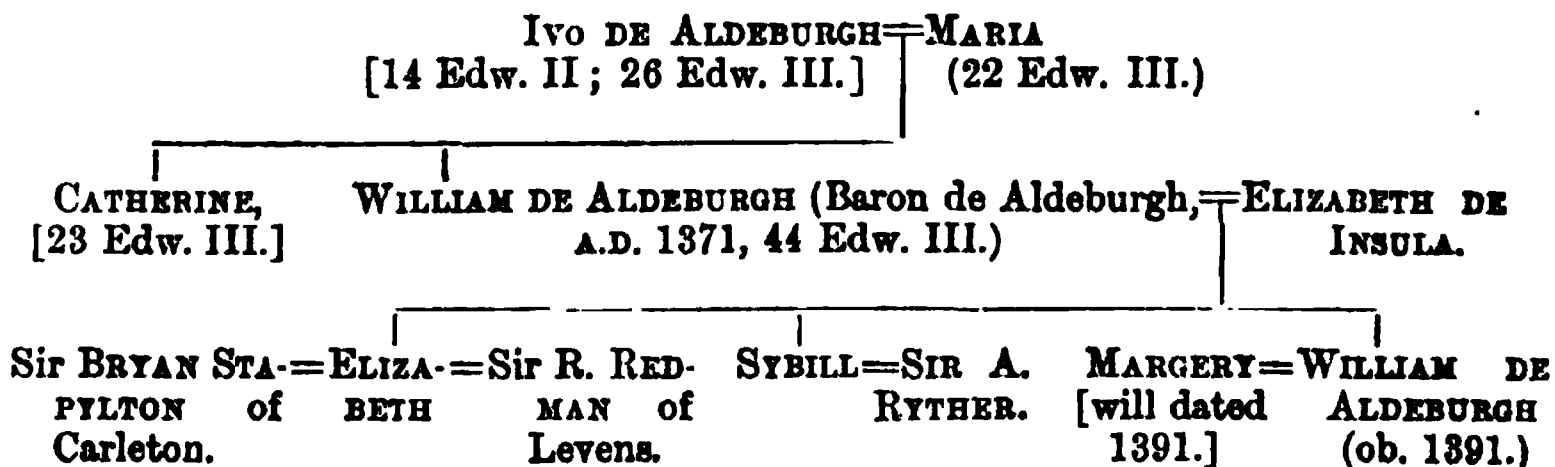 IVO DE ALDEBURGH=MARIA
[14 Edw. II; 26 Edw. III.] (22 Edw. III.)
CATHERINE, WILLIAM DE ALDEBURGH (Baron de Aldeburgh,=ELIZABETH DE
[23 Edw. III.] A.D. 1371, 44 Edw. III.) INSULA.
Sir BRYAN STA-=ELIZA-=Sir R. RED- SYBILL=SIR A. MARGERY=WILLIAM DE
PYLTON of BETH MAN of RYTHER. [will dated ALDEBURGH
Carleton. Levens. 1391.] (ob. 1391.)